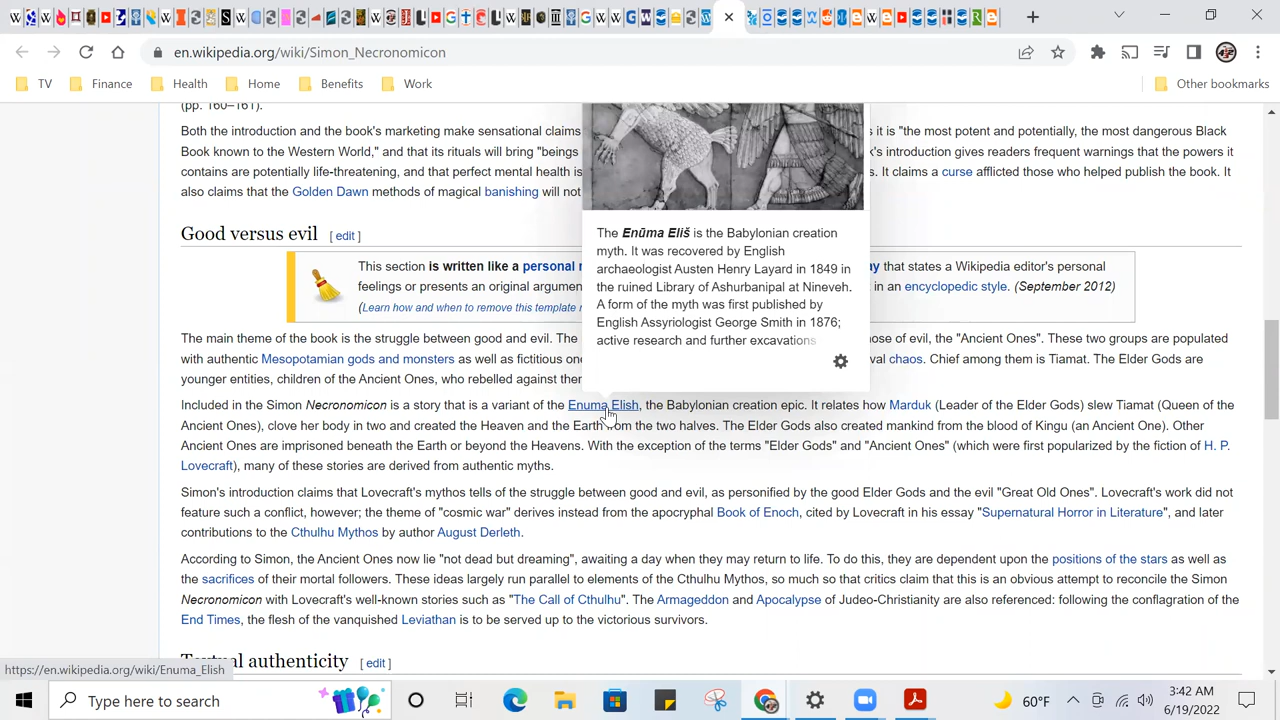 en.wikipedia.org/wiki/Simon_Necronomicon
TV Finance Health Home Benefits Work Other bookmarks
(pp. 160–161).
Both the introduction and the book's marketing make sensational claims
s it is "the most potent and potentially, the most dangerous Black
Book known to the Western World," and that its rituals will bring "beings
k's introduction gives readers frequent warnings that the powers it
contains are potentially life-threatening, and that perfect mental health is
. It claims a curse afflicted those who helped publish the book. It
also claims that the Golden Dawn methods of magical banishing will not
The Enūma Eliš is the Babylonian creation
myth. It was recovered by English
archaeologist Austen Henry Layard in 1849 in
the ruined Library of Ashurbanipal at Nineveh.
A form of the myth was first published by
English Assyriologist George Smith in 1876;
active research and further excavations
Good versus evil [ edit ]
This section is written like a personal
ay that states a Wikipedia editor's personal
feelings or presents an original argumen
in an encyclopedic style. (September 2012)
(Learn how and when to remove this template
The main theme of the book is the struggle between good and evil. The
ose of evil, the "Ancient Ones". These two groups are populated
with authentic Mesopotamian gods and monsters as well as fictitious on
val chaos. Chief among them is Tiamat. The Elder Gods are
younger entities, children of the Ancient Ones, who rebelled against them
Included in the Simon Necronomicon is a story that is a variant of the Enuma Elish, the Babylonian creation epic. It relates how Marduk (Leader of the Elder Gods) slew Tiamat (Queen of the
Ancient Ones), clove her body in two and created the Heaven and the Earth from the two halves. The Elder Gods also created mankind from the blood of Kingu (an Ancient One). Other
Ancient Ones are imprisoned beneath the Earth or beyond the Heavens. With the exception of the terms "Elder Gods" and "Ancient Ones" (which were first popularized by the fiction of H. P.
Lovecraft), many of these stories are derived from authentic myths.
Simon's introduction claims that Lovecraft's mythos tells of the struggle between good and evil, as personified by the good Elder Gods and the evil "Great Old Ones". Lovecraft's work did not
feature such a conflict, however; the theme of "cosmic war" derives instead from the apocryphal Book of Enoch, cited by Lovecraft in his essay "Supernatural Horror in Literature", and later
contributions to the Cthulhu Mythos by author August Derleth.
According to Simon, the Ancient Ones now lie "not dead but dreaming", awaiting a day when they may return to life. To do this, they are dependent upon the positions of the stars as well as
the sacrifices of their mortal followers. These ideas largely run parallel to elements of the Cthulhu Mythos, so much so that critics claim that this is an obvious attempt to reconcile the Simon
Necronomicon with Lovecraft's well-known stories such as "The Call of Cthulhu". The Armageddon and Apocalypse of Judeo-Christianity are also referenced: following the conflagration of the
End Times, the flesh of the vanquished Leviathan is to be served up to the victorious survivors.
Textual authenticity [ edit ]
https://en.wikipedia.org/wiki/Enuma_Elish
Type here to search
60°F
3:42 AM
6/19/2022